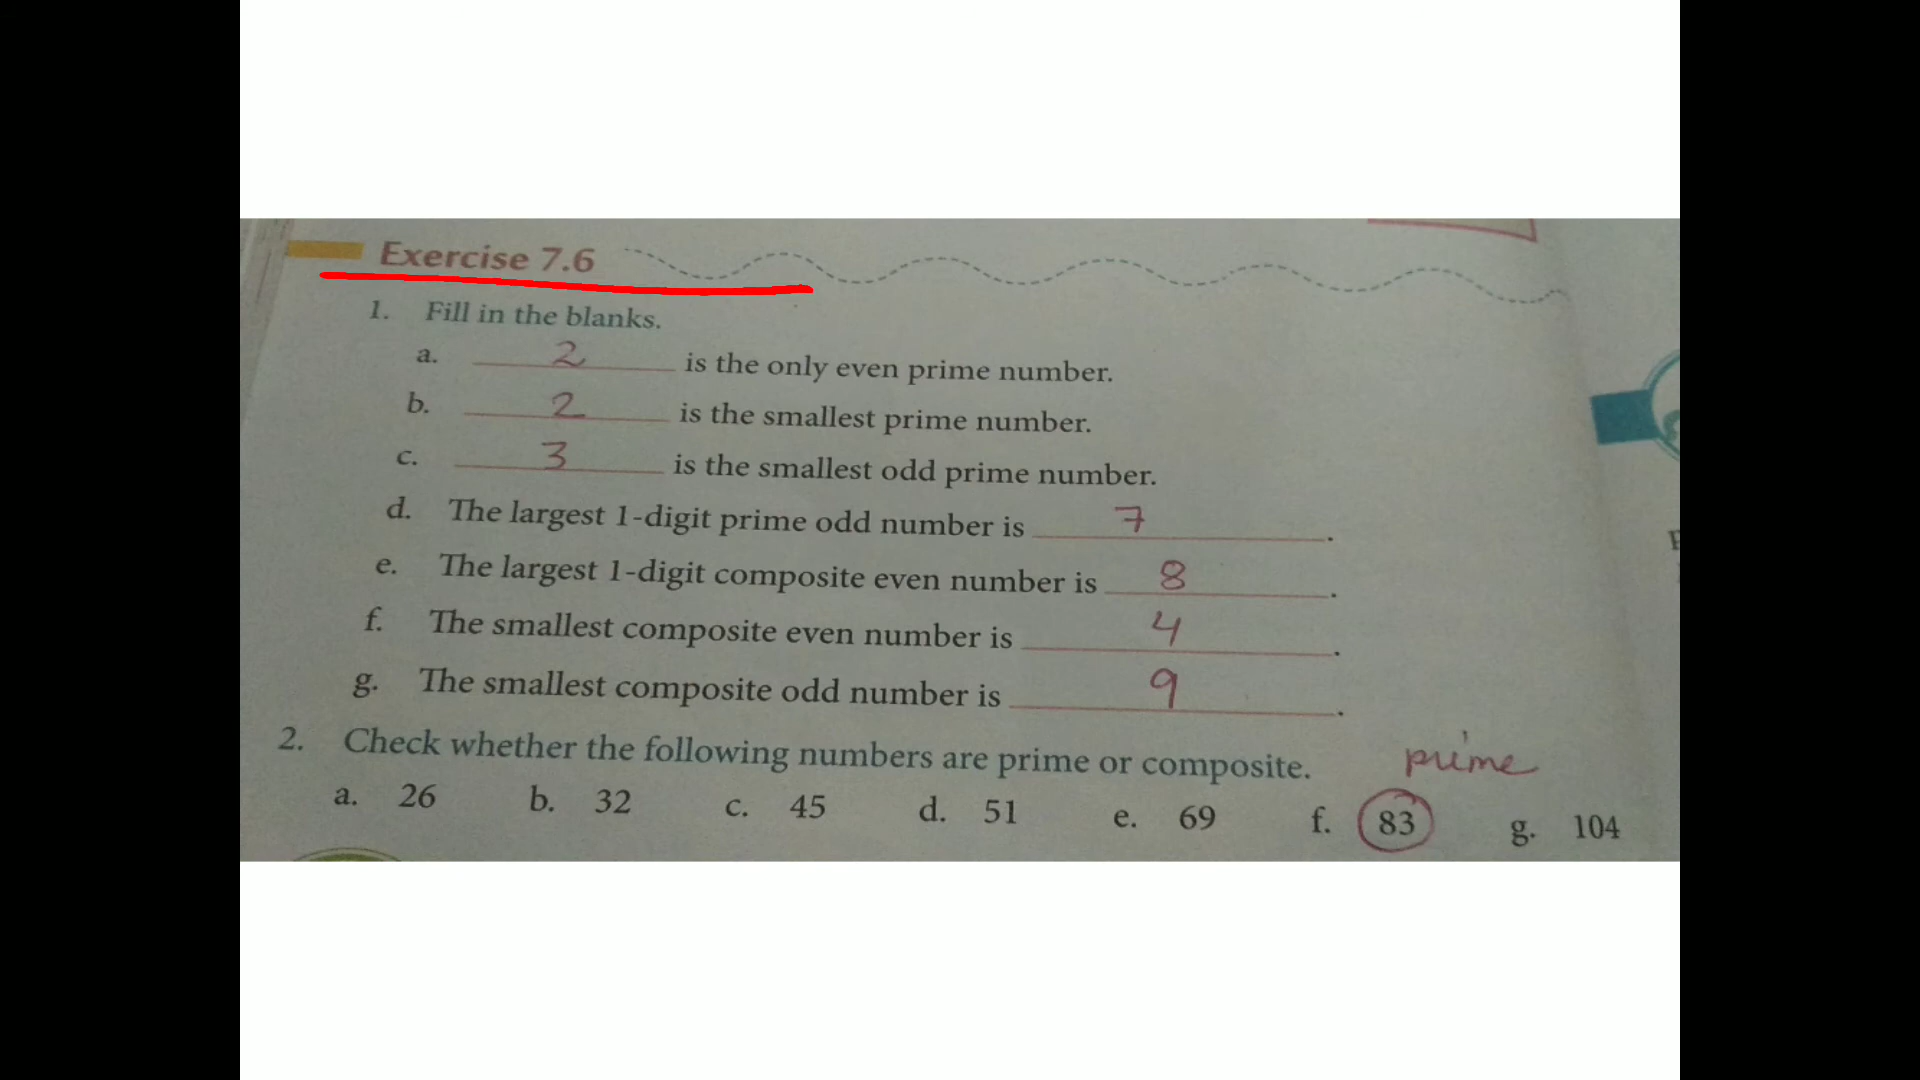 Exercise 7.6
1. Fill in the blanks.
a. 2 is the only even prime number.
b. 2 is the smallest prime number.
c. 3 is the smallest odd prime number.
d. The largest 1-digit prime odd number is 7.
e. The largest 1-digit composite even number is 8.
f. The smallest composite even number is 4.
g. The smallest composite odd number is 9.
2. Check whether the following numbers are prime or composite. prime
a. 26 b. 32 c. 45 d. 51 e. 69 f. 83 g. 104